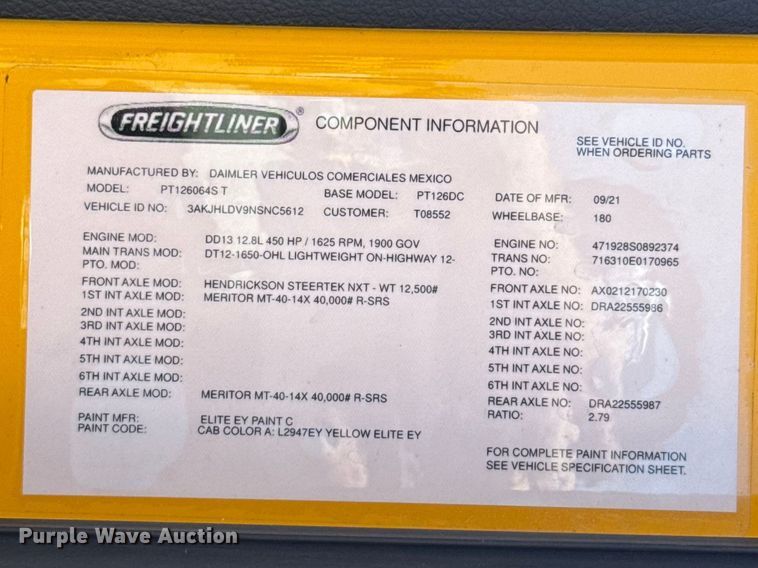 FREIGHTLINER ® COMPONENT INFORMATION
SEE VEHICLE ID NO.
WHEN ORDERING PARTS
MANUFACTURED BY: DAIMLER VEHICULOS COMERCIALES MEXICO
MODEL: PT126064S T BASE MODEL: PT126DC DATE OF MFR: 09/21
VEHICLE ID NO: 3AKJHLDV9NSNC5612 CUSTOMER: T08552 WHEELBASE: 180
ENGINE MOD: DD13 12.8L 450 HP / 1625 RPM, 1900 GOV ENGINE NO: 471928S0892374
MAIN TRANS MOD: DT12-1650-OHL LIGHTWEIGHT ON-HIGHWAY 12- TRANS NO: 716310E0170965
PTO. MOD: PTO. NO:
FRONT AXLE MOD: HENDRICKSON STEERTEK NXT - WT 12,500# FRONT AXLE NO: AX0212170230
1ST INT AXLE MOD: MERITOR MT-40-14X 40,000# R-SRS 1ST INT AXLE NO: DRA22555986
2ND INT AXLE MOD: 2ND INT AXLE NO:
3RD INT AXLE MOD: 3RD INT AXLE NO:
4TH INT AXLE MOD: 4TH INT AXLE NO:
5TH INT AXLE MOD: 5TH INT AXLE NO:
6TH INT AXLE MOD: 6TH INT AXLE NO:
REAR AXLE MOD: MERITOR MT-40-14X 40,000# R-SRS REAR AXLE NO: DRA22555987
RATIO: 2.79
PAINT MFR: ELITE EY PAINT C
PAINT CODE: CAB COLOR A: L2947EY YELLOW ELITE EY
FOR COMPLETE PAINT INFORMATION
SEE VEHICLE SPECIFICATION SHEET.
Purple Wave Auction